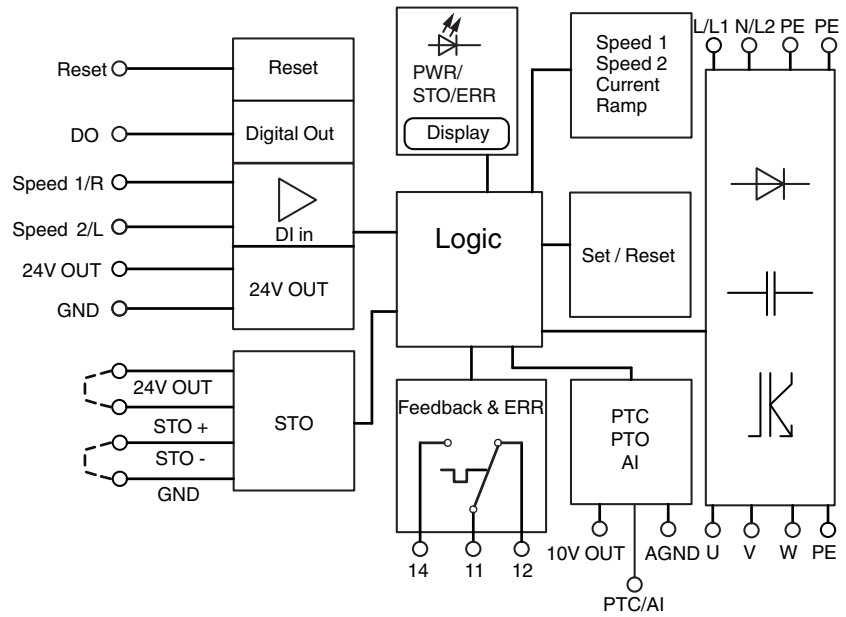 L/L1 N/L2 PE PE
Reset
Reset
DO
Digital Out
Speed 1/R
Speed 2/L
DI in
24V OUT
GND
24V OUT
PWR/
STO/ERR
Display
Speed 1
Speed 2
Current
Ramp
Logic
Set / Reset
24V OUT
STO +
STO -
GND
STO
Feedback & ERR
14
11
12
PTC
PTO
AI
10V OUT
AGND
PTC/AI
U
V
W
PE